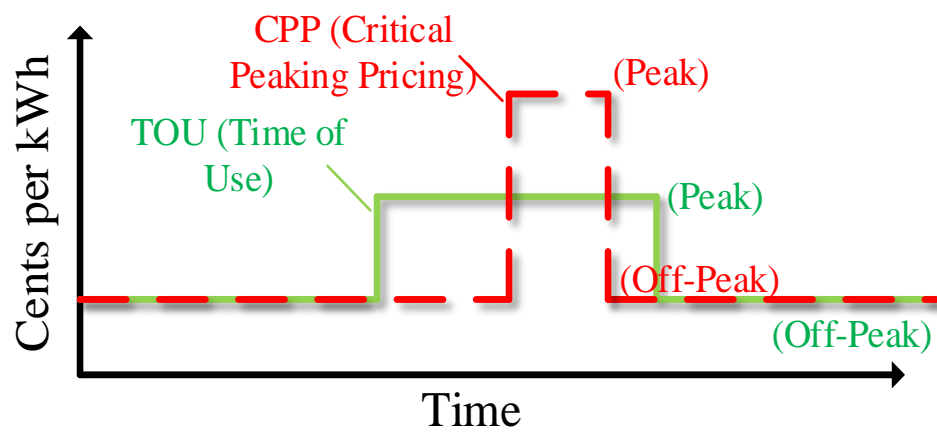 CPP (Critical
Peaking Pricing)
(Peak)
TOU (Time of
Use)
(Peak)
(Off-Peak)
(Off-Peak)
Cents per kWh
Time